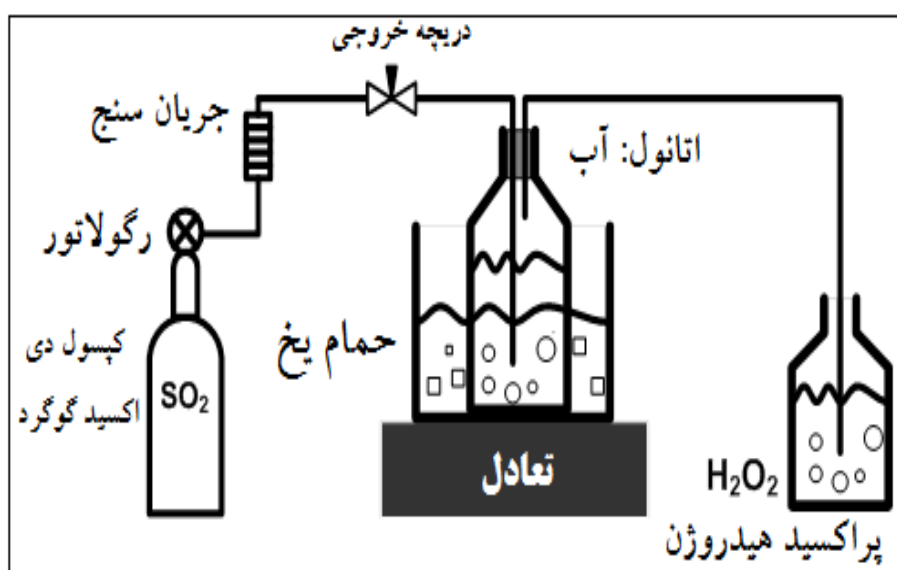 دریچه خروجی
جریان سنج
اتانول: آب
رگولاتور
حمام یخ
کپسول دی
اکسید گوگرد
SO₂
تعادل
H₂O₂
پراکسید هیدروژن